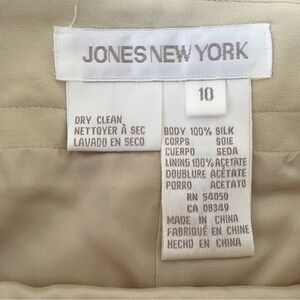 JONES NEW YORK
10
DRY CLEAN
NETTOYER À SEC
LAVADO EN SECO
BODY 100% SILK
CORPS SOIE
CUERPO SEDA
LINING 100% ACETATE
DOUBLURE ACÉTATE
PORRO ACETATO
RN 54050
CA 09349
MADE IN CHINA
FABRIQUÉ EN CHINE
HECHO EN CHINA